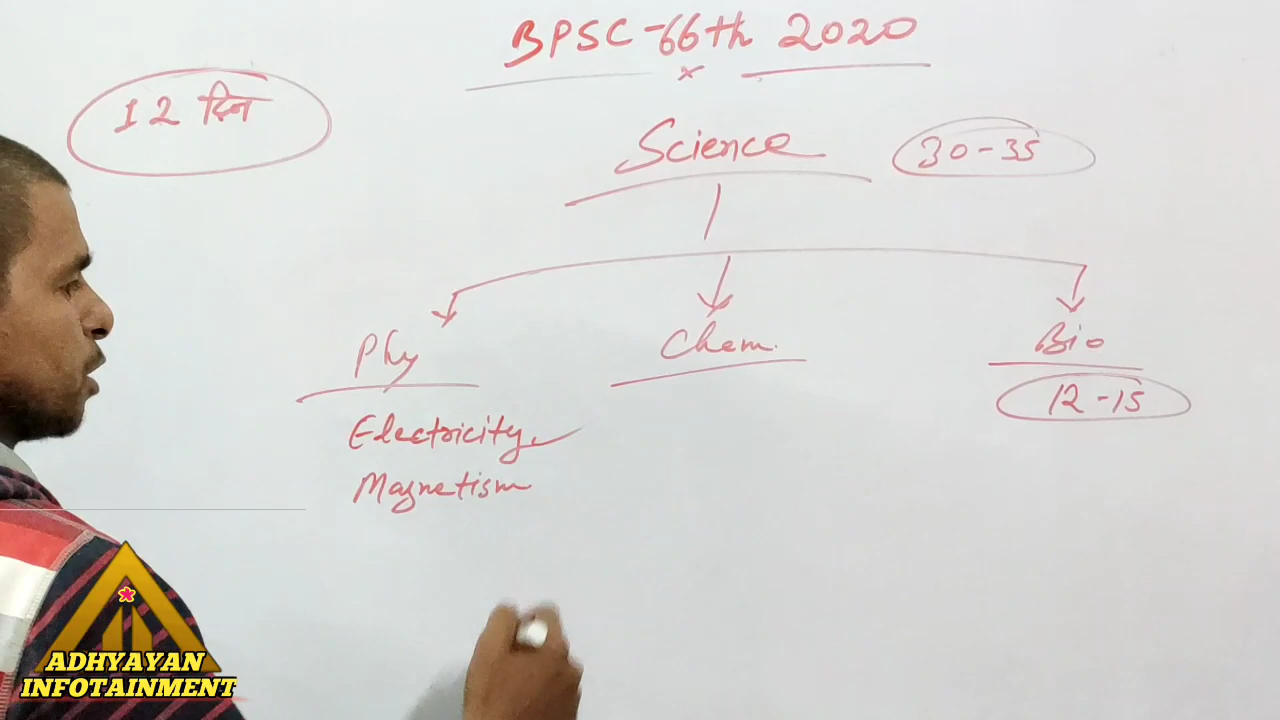 BPSC-66th 2020
12 दिन
Science
30-35
Phy
Chem.
Bio
12-15
Electricity
Magnetism
ADHYAYAN
INFOTAINMENT